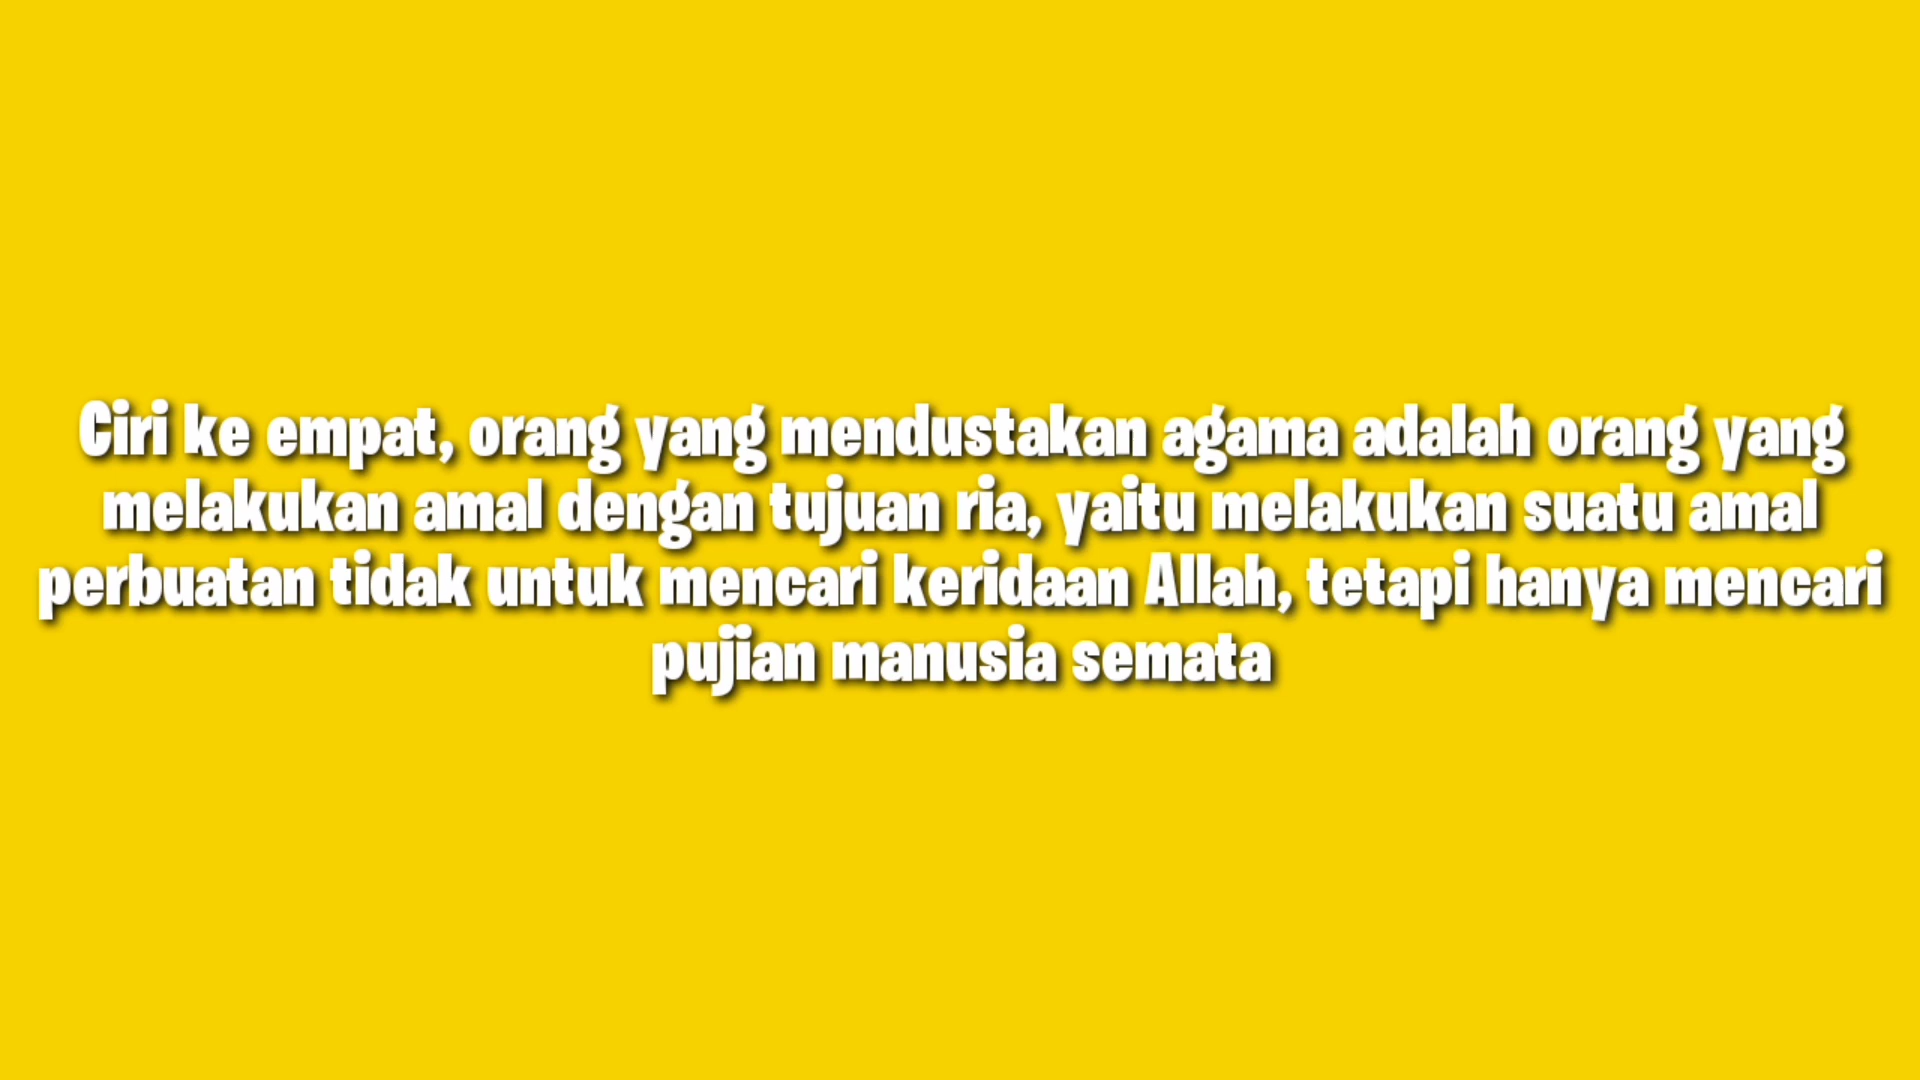 Ciri ke empat, orang yang mendustakan agama adalah orang yang
melakukan amal dengan tujuan ria, yaitu melakukan suatu amal
perbuatan tidak untuk mencari keridaan Allah, tetapi hanya mencari
pujian manusia semata